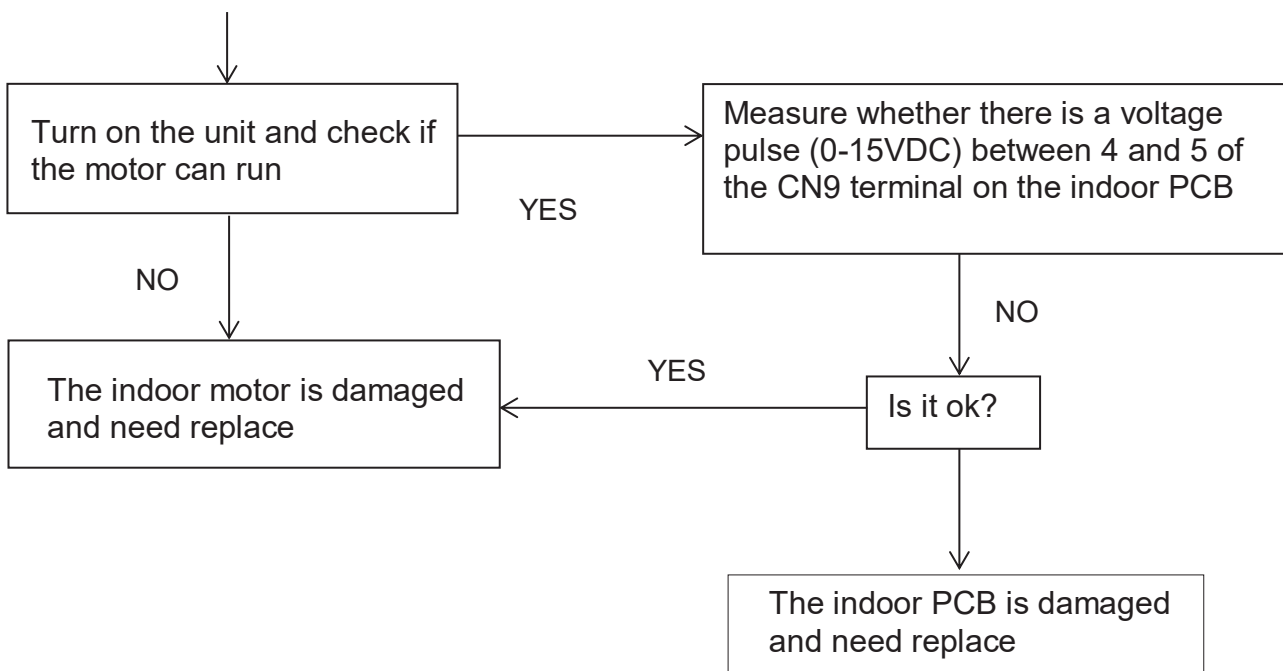 Turn on the unit and check if
the motor can run
YES
Measure whether there is a voltage
pulse (0-15VDC) between 4 and 5 of
the CN9 terminal on the indoor PCB
NO
NO
The indoor motor is damaged
and need replace
YES
Is it ok?
The indoor PCB is damaged
and need replace